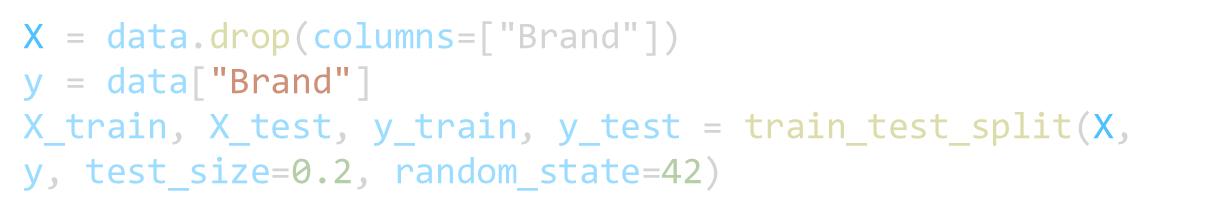 X = data.drop(columns=["Brand"])
y = data["Brand"]
X_train, X_test, y_train, y_test = train_test_split(X,
y, test_size=0.2, random_state=42)